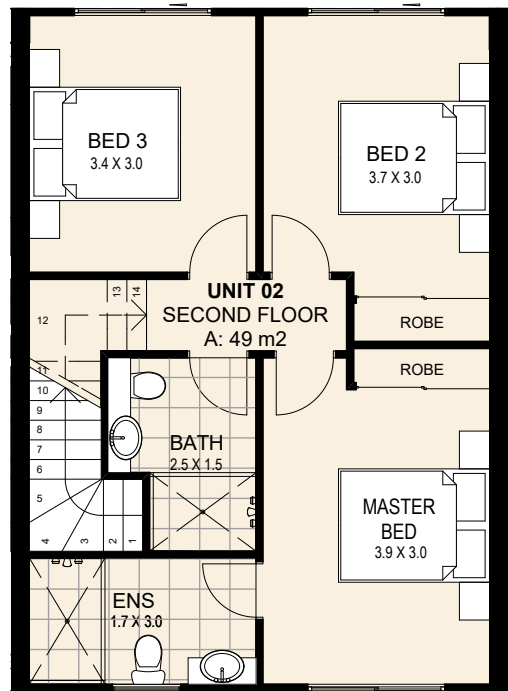 BED 3
3.4 X 3.0
BED 2
3.7 X 3.0
UNIT 02
SECOND FLOOR
A: 49 m2
ROBE
ROBE
14
13
12
11
10
9
8
7
6
5
4
3
2
1
BATH
2.5 X 1.5
MASTER
BED
3.9 X 3.0
ENS
1.7 X 3.0